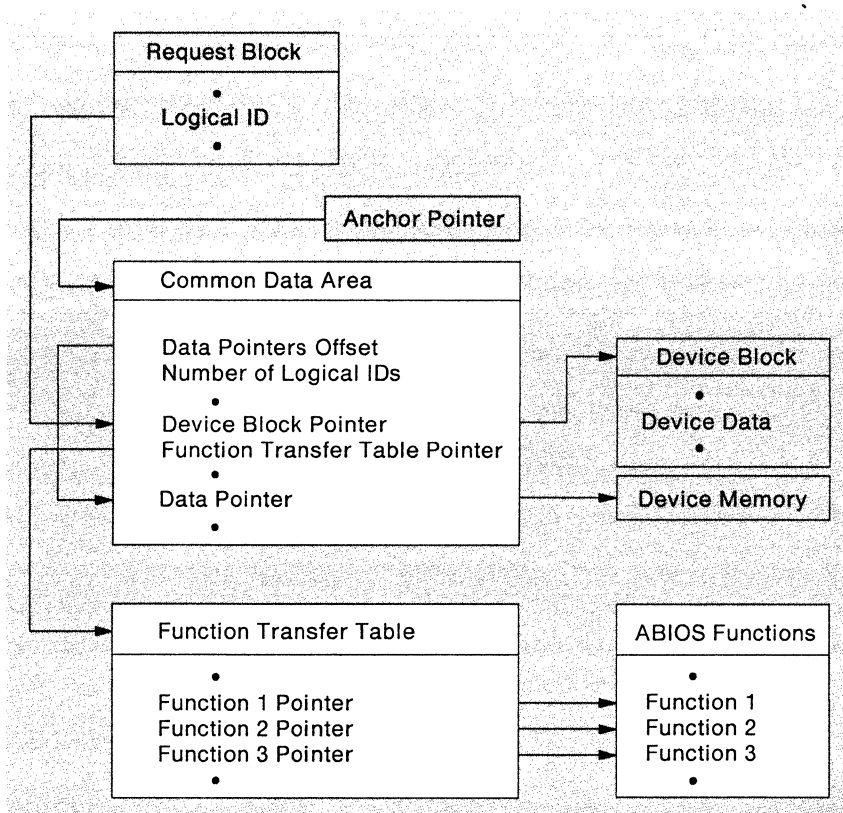 Request Block
•
Logical ID
•
Anchor Pointer
Common Data Area
Data Pointers Offset
Number of Logical IDs
•
Device Block Pointer
Function Transfer Table Pointer
•
Data Pointer
•
Device Block
•
Device Data
•
Device Memory
Function Transfer Table
•
Function 1 Pointer
Function 2 Pointer
Function 3 Pointer
•
ABIOS Functions
•
Function 1
Function 2
Function 3
•